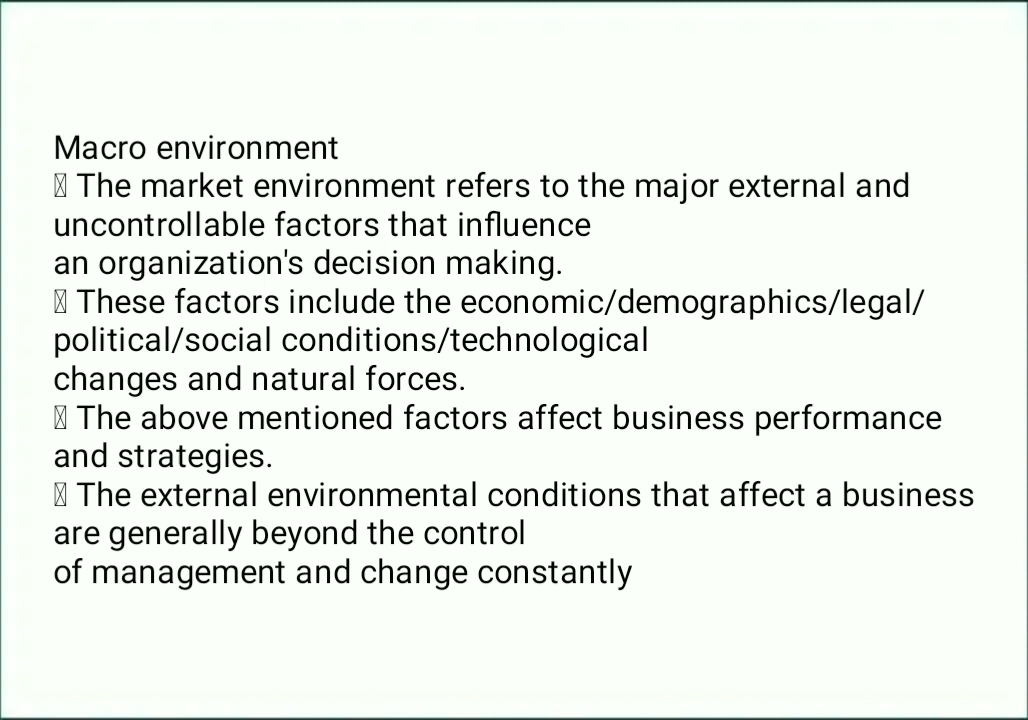 Macro environment
 The market environment refers to the major external and
uncontrollable factors that influence
an organization's decision making.
 These factors include the economic/demographics/legal/
political/social conditions/technological
changes and natural forces.
 The above mentioned factors affect business performance
and strategies.
 The external environmental conditions that affect a business
are generally beyond the control
of management and change constantly